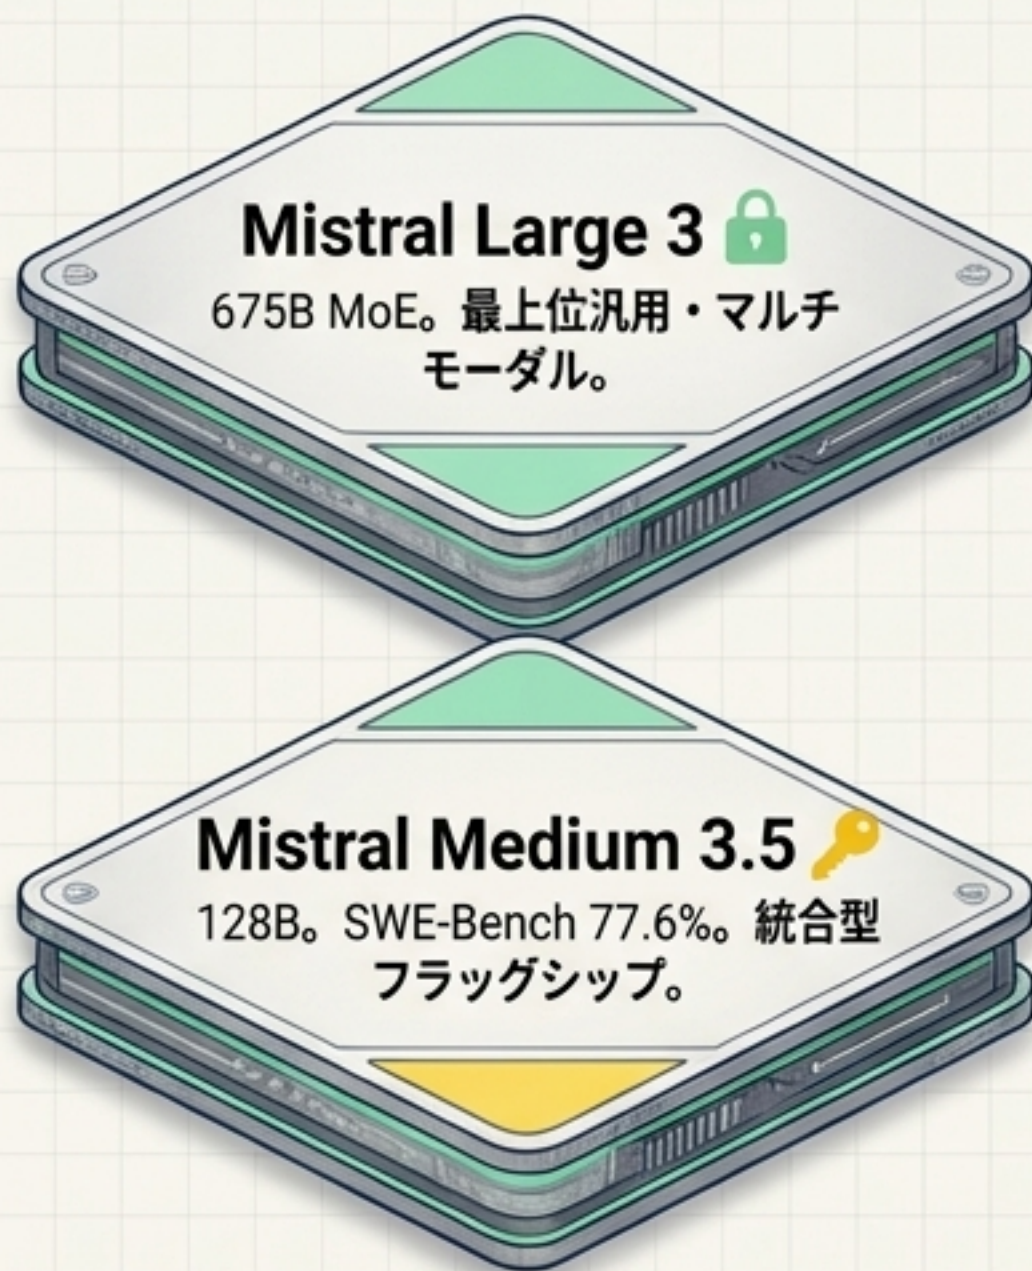 Mistral Large 3
675B MoE。最上位汎用・マルチ
モーダル。
Mistral Medium 3.5
128B。SWE-Bench 77.6%。統合型
フラッグシップ。